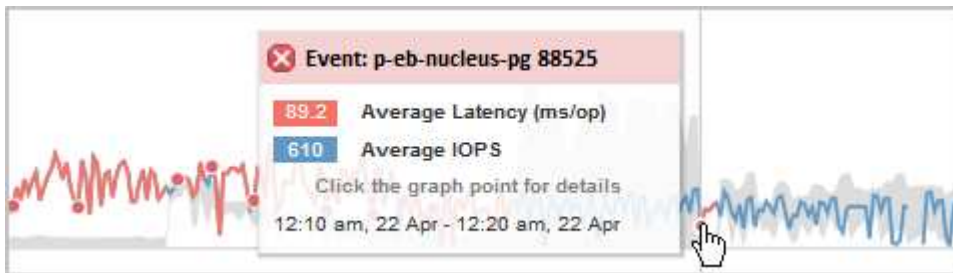 Event: p-eb-nucleus-pg 88525
89.2 Average Latency (ms/op)
610 Average IOPS
Click the graph point for details
12:10 am, 22 Apr - 12:20 am, 22 Apr